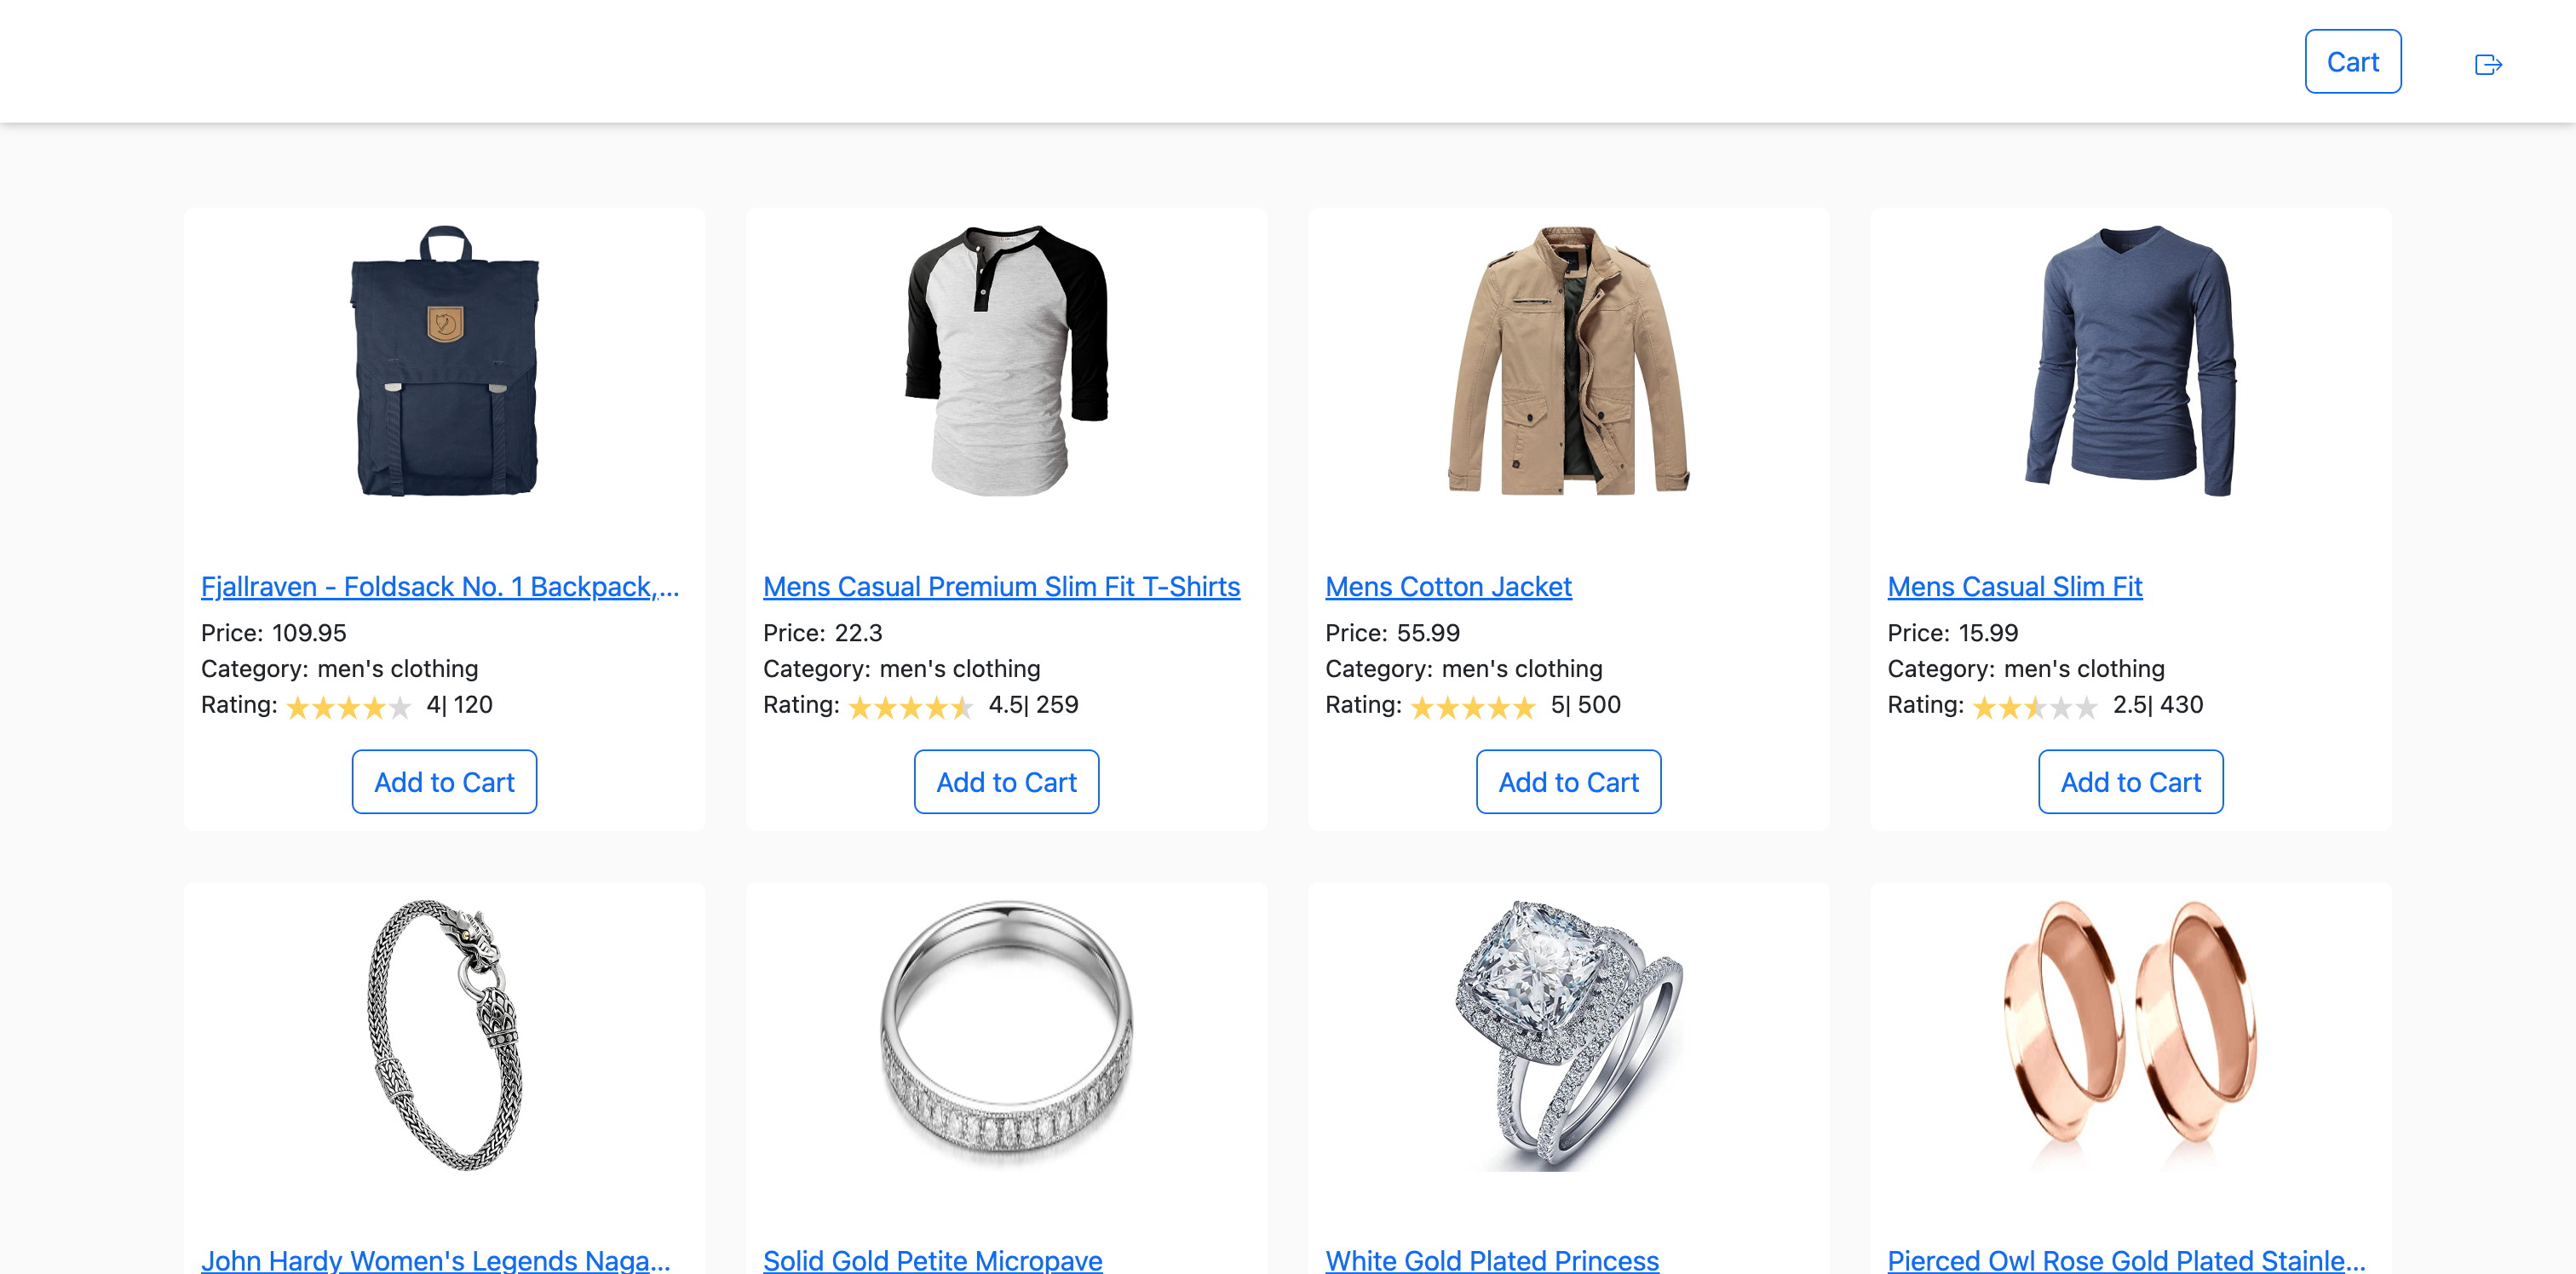 Cart
Fjallraven - Foldsack No. 1 Backpack,...
Price: 109.95
Category: men's clothing
Rating: 4| 120
Add to Cart
Mens Casual Premium Slim Fit T-Shirts
Price: 22.3
Category: men's clothing
Rating: 4.5| 259
Add to Cart
Mens Cotton Jacket
Price: 55.99
Category: men's clothing
Rating: 5| 500
Add to Cart
Mens Casual Slim Fit
Price: 15.99
Category: men's clothing
Rating: 2.5| 430
Add to Cart
John Hardy Women's Legends Naga...
Solid Gold Petite Micropave
White Gold Plated Princess
Pierced Owl Rose Gold Plated Stainle...